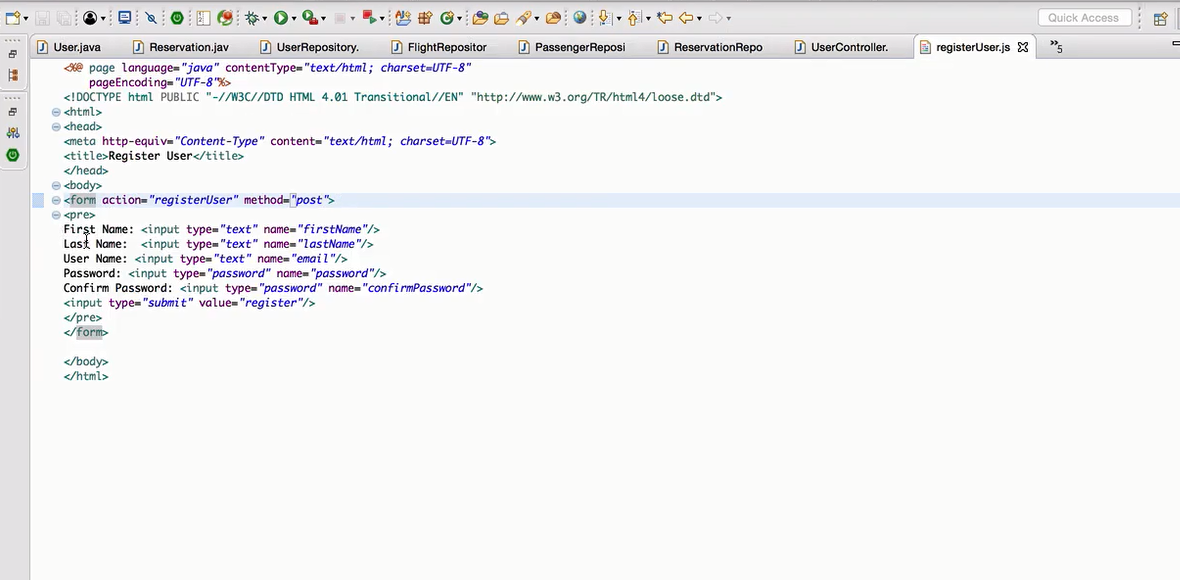 Quick Access
User.java
Reservation.jav
UserRepository.
FlightRepositor
PassengerReposi
ReservationRepo
UserController.
registerUser.js
»5
<%@ page language="java" contentType="text/html; charset=UTF-8"
pageEncoding="UTF-8"%>
<!DOCTYPE html PUBLIC "-//W3C//DTD HTML 4.01 Transitional//EN" "http://www.w3.org/TR/html4/loose.dtd">
<html>
<head>
<meta http-equiv="Content-Type" content="text/html; charset=UTF-8">
<title>Register User</title>
</head>
<body>
<form action="registerUser" method="post">
<pre>
First Name: <input type="text" name="firstName"/>
Last Name:  <input type="text" name="lastName"/>
User Name: <input type="text" name="email"/>
Password: <input type="password" name="password"/>
Confirm Password: <input type="password" name="confirmPassword"/>
<input type="submit" value="register"/>
</pre>
</form>
</body>
</html>